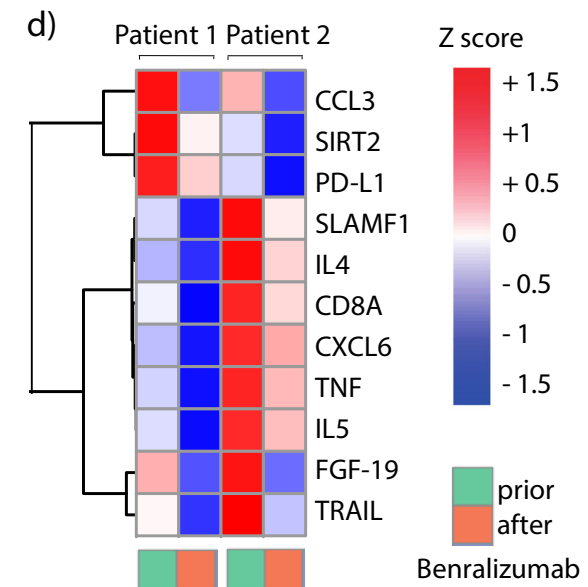 d)
Patient 1 Patient 2
CCL3
SIRT2
PD-L1
SLAMF1
IL4
CD8A
CXCL6
TNF
IL5
FGF-19
TRAIL
Z score
+ 1.5
+1
+ 0.5
0
- 0.5
- 1
- 1.5
prior
after
Benralizumab